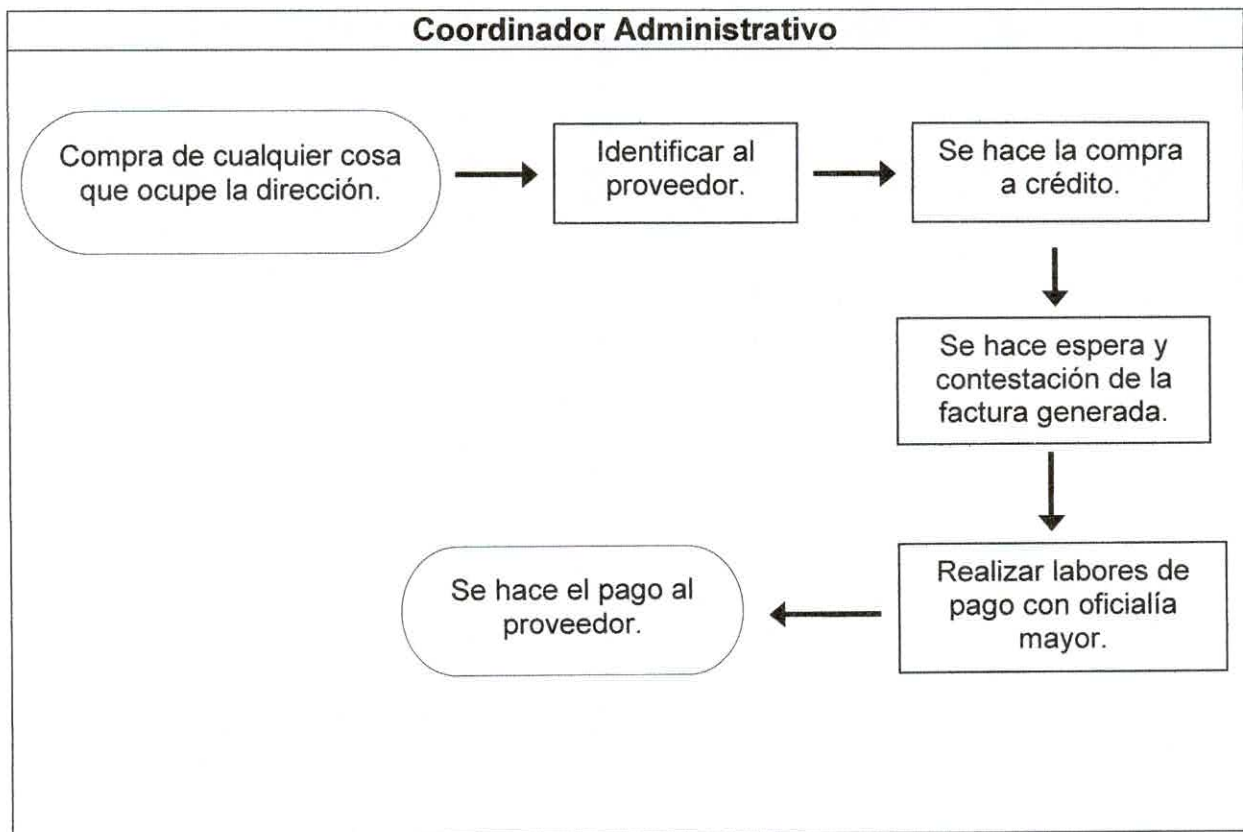 Coordinador Administrativo
Compra de cualquier cosa
que ocupe la dirección.
Identificar al
proveedor.
Se hace la compra
a crédito.
Se hace espera y
contestación de la
factura generada.
Realizar labores de
pago con oficialía
mayor.
Se hace el pago al
proveedor.